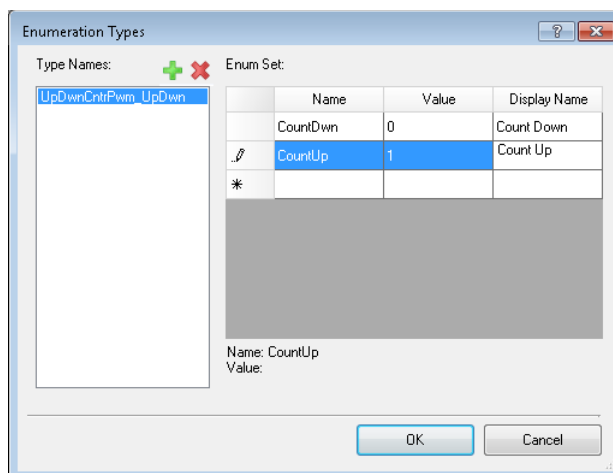 Enumeration Types
Type Names:
UpDwnCntrPwm_UpDwn
Enum Set:
Name Value Display Name
CountDwn 0 Count Down
CountUp 1 Count Up
Name: CountUp
Value:
OK Cancel